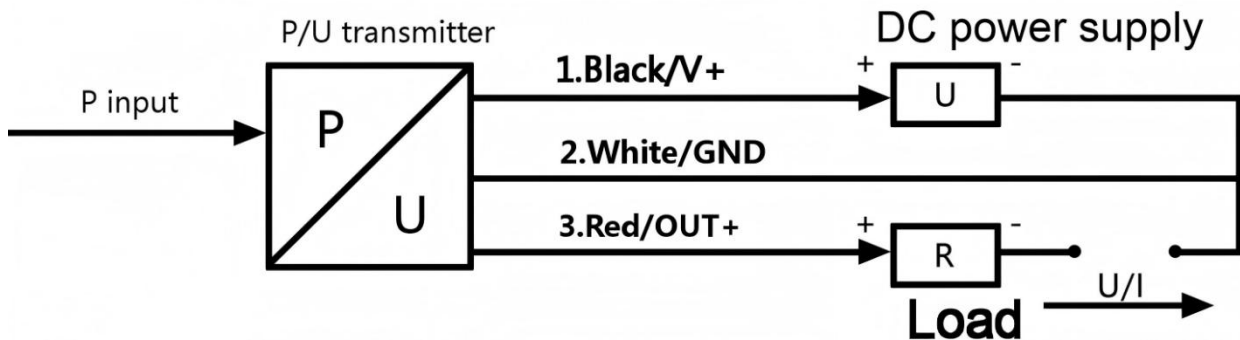 P/U transmitter
DC power supply
P input
P
U
1.Black/V+
+
U
-
2.White/GND
3.Red/OUT+
+
R
-
U/I
Load